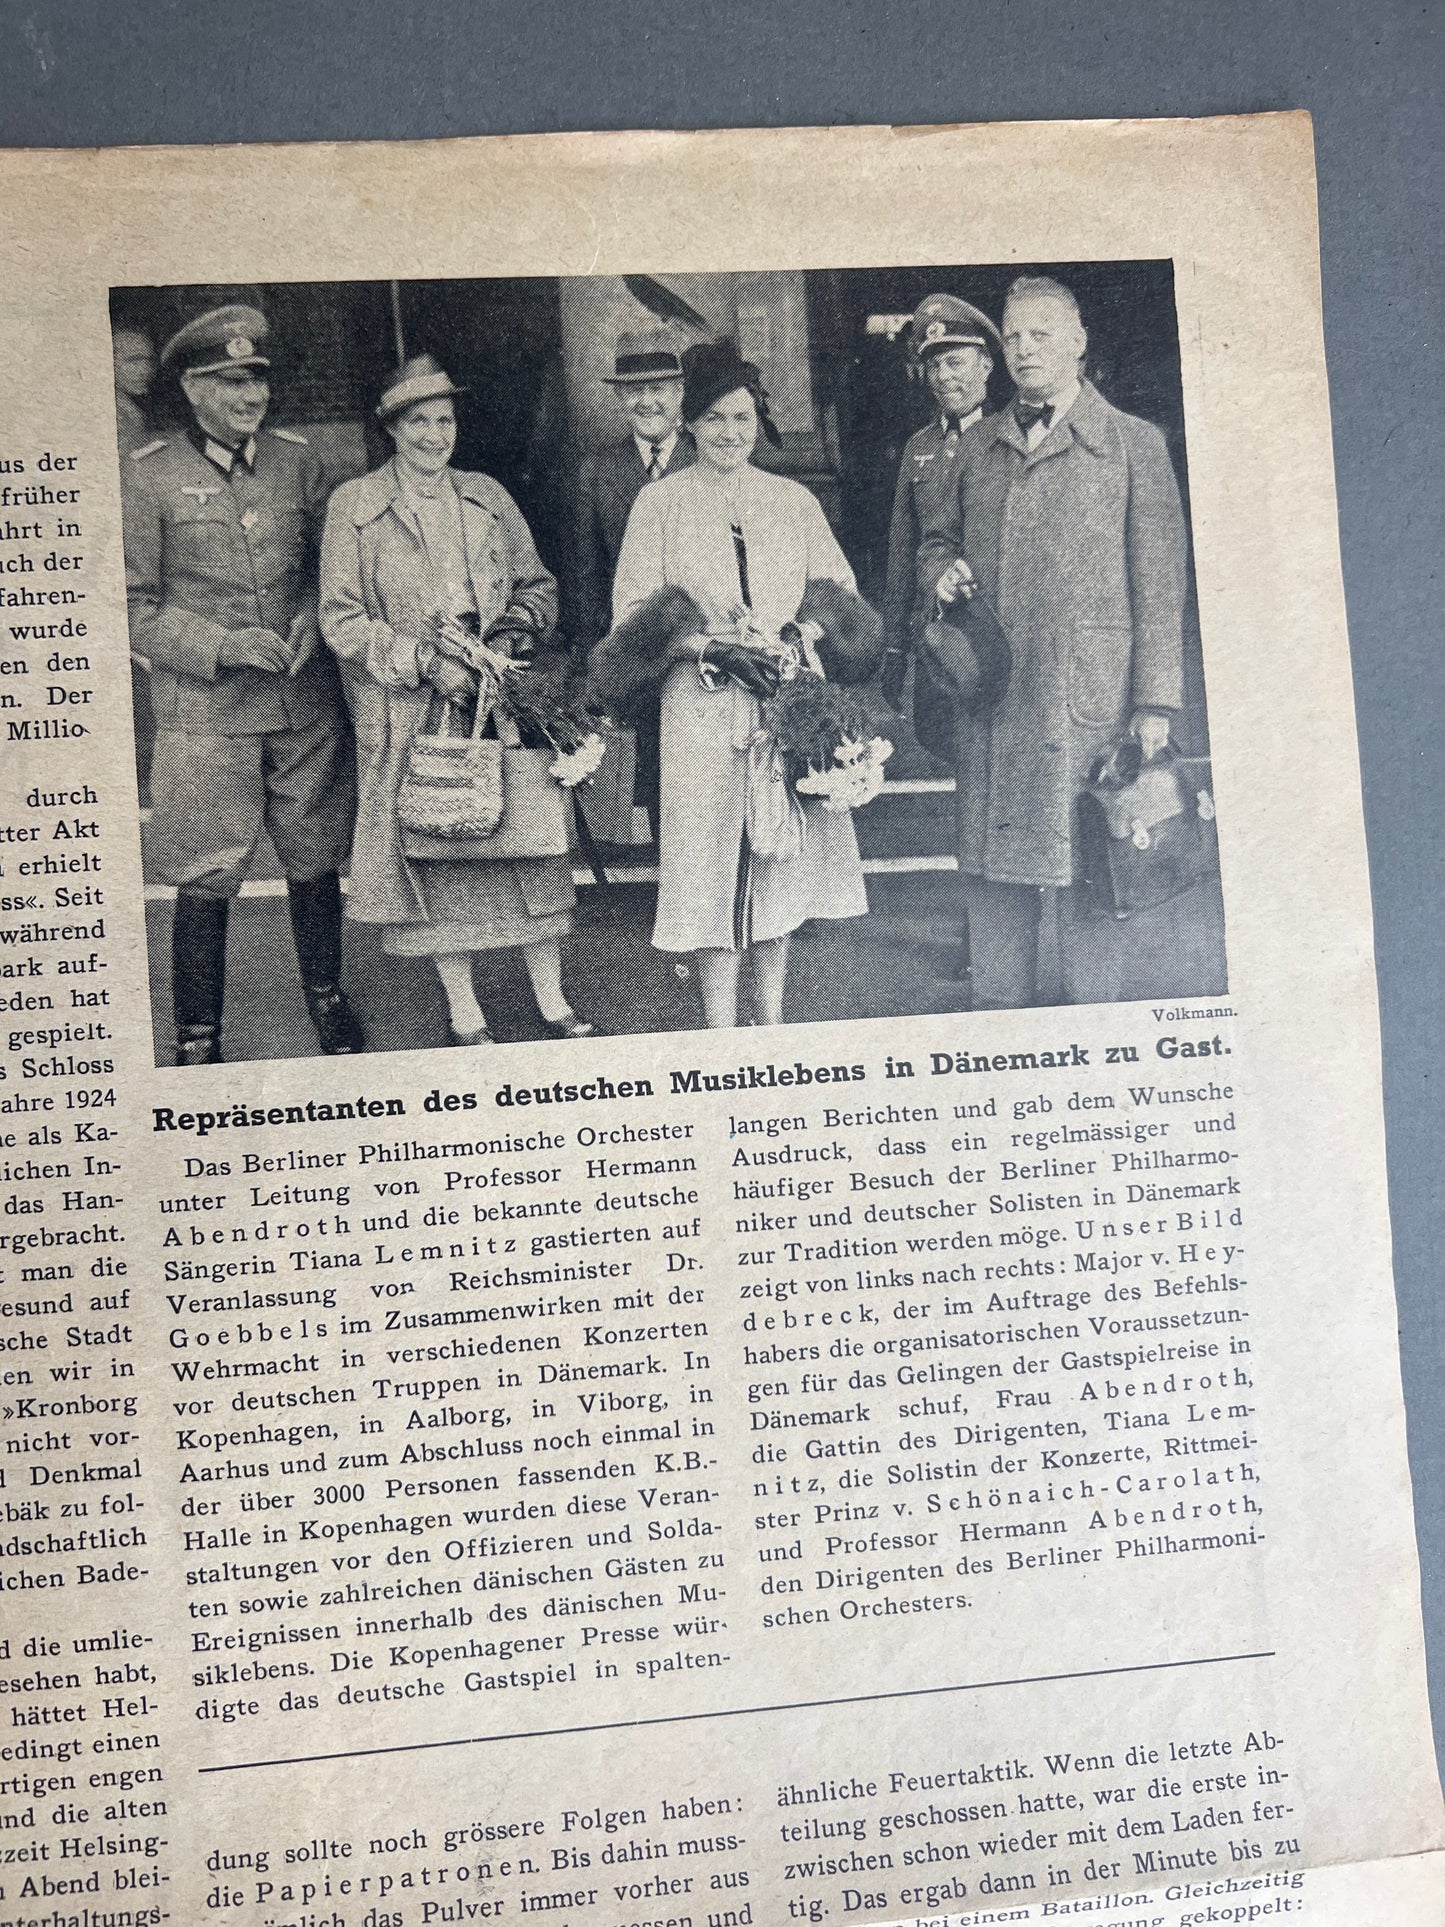 us der
früher
ahrt in
uch der
fahren-
wurde
en den
n. Der
Millio-
durch
tter Akt
erhielt
ss«. Seit
während
park auf-
eden hat
gespielt.
s Schloss
ahre 1924
ne als Ka-
lichen In-
das Han-
rgebracht.
t man die
esund auf
sche Stadt
en wir in
»Kronborg
nicht vor-
d Denkmal
ebäk zu fol-
ndschaftlich
ichen Bade-
d die umlie-
esehen habt,
hättet Hel-
edingt einen
rtigen engen
und die alten
zeit Helsing-
Abend blei-
nterhaltungs-
Volkmann.
Repräsentanten des deutschen Musiklebens in Dänemark zu Gast.
Das Berliner Philharmonische Orchester
unter Leitung von Professor Hermann
Abendroth und die bekannte deutsche
Sängerin Tiana Lemnitz gastierten auf
Veranlassung von Reichsminister Dr.
Goebbels im Zusammenwirken mit der
Wehrmacht in verschiedenen Konzerten
vor deutschen Truppen in Dänemark. In
Kopenhagen, in Aalborg, in Viborg, in
Aarhus und zum Abschluss noch einmal in
der über 3000 Personen fassenden K.B.-
Halle in Kopenhagen wurden diese Veran-
staltungen vor den Offizieren und Solda-
ten sowie zahlreichen dänischen Gästen zu
Ereignissen innerhalb des dänischen Mu-
siklebens. Die Kopenhagener Presse wür-
digte das deutsche Gastspiel in spalten-
langen Berichten und gab dem Wunsche
Ausdruck, dass ein regelmässiger und
häufiger Besuch der Berliner Philharmo-
niker und deutscher Solisten in Dänemark
zur Tradition werden möge. Unser Bild
zeigt von links nach rechts: Major v. Hey-
debreck, der im Auftrage des Befehls-
habers die organisatorischen Voraussetzun-
gen für das Gelingen der Gastspielreise in
Dänemark schuf, Frau Abendroth,
die Gattin des Dirigenten, Tiana Lem-
nitz, die Solistin der Konzerte, Rittmei-
ster Prinz v. Schönaich-Carolath,
und Professor Hermann Abendroth,
den Dirigenten des Berliner Philharmoni-
schen Orchesters.
dung sollte noch grössere Folgen haben:
die Papierpatronen. Bis dahin muss-
das Pulver immer vorher aus
und
ähnliche Feuertaktik. Wenn die letzte Ab-
teilung geschossen hatte, war die erste in-
zwischen schon wieder mit dem Laden fer-
tig. Das ergab dann in der Minute bis zu
bei einem Bataillon. Gleichzeitig
gekoppelt: